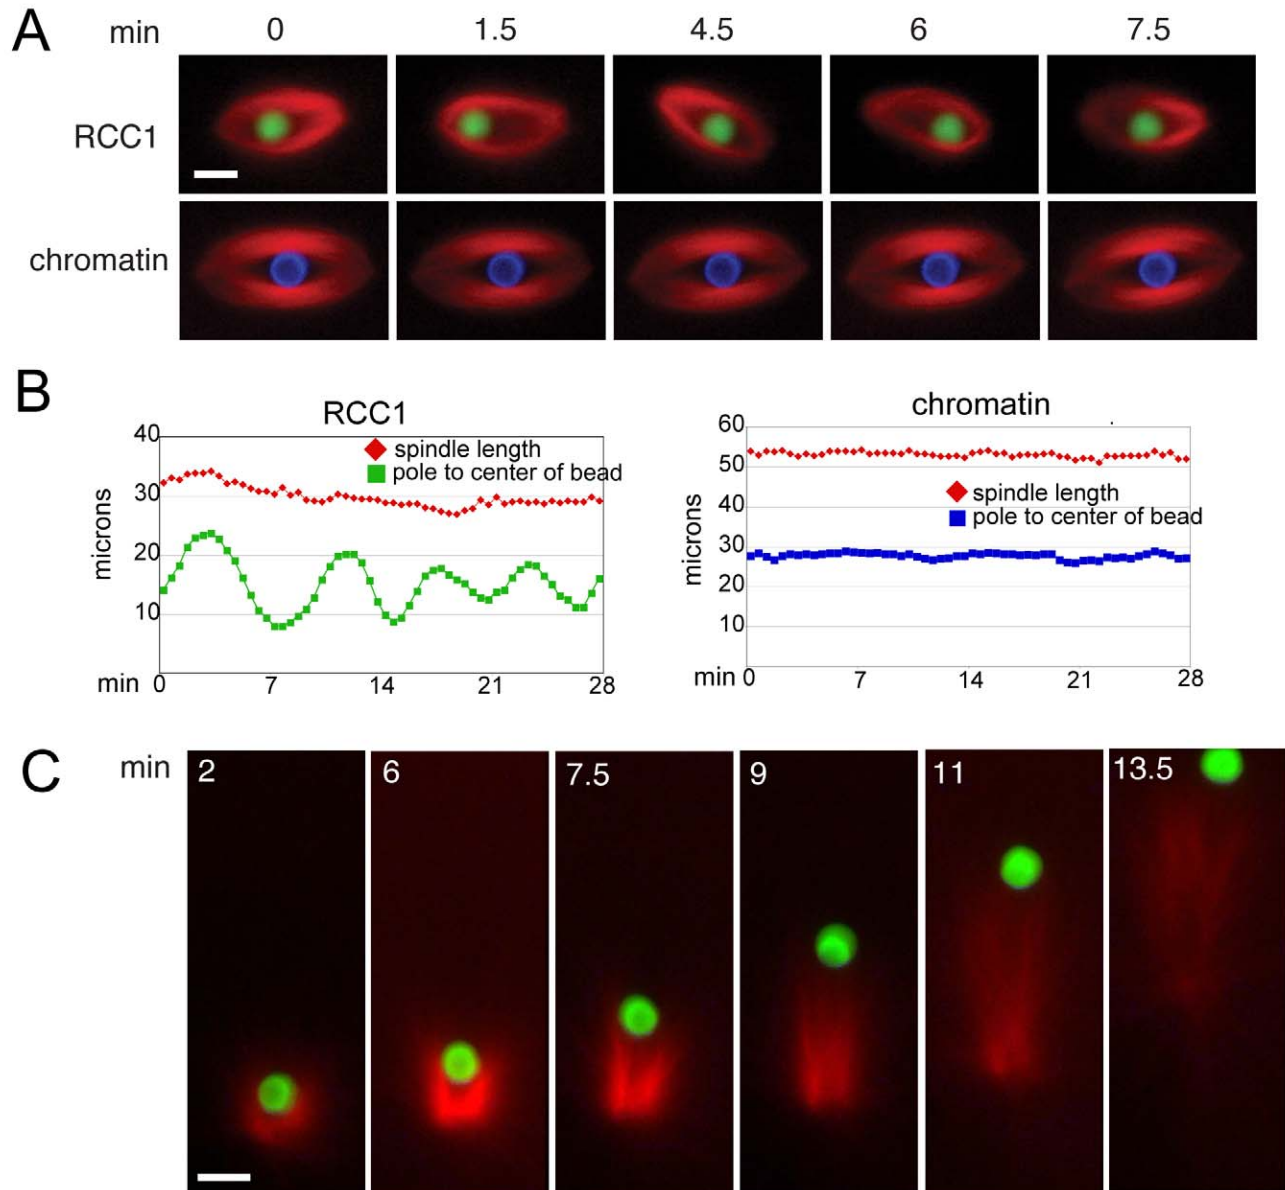 A
min 0 1.5 4.5 6 7.5
RCC1
chromatin
B
RCC1
40
30
20
10
microns
spindle length
pole to center of bead
min 0 7 14 21 28
chromatin
60
50
40
30
20
10
microns
spindle length
pole to center of bead
min 0 7 14 21 28
C
min 2 6 7.5 9 11 13.5